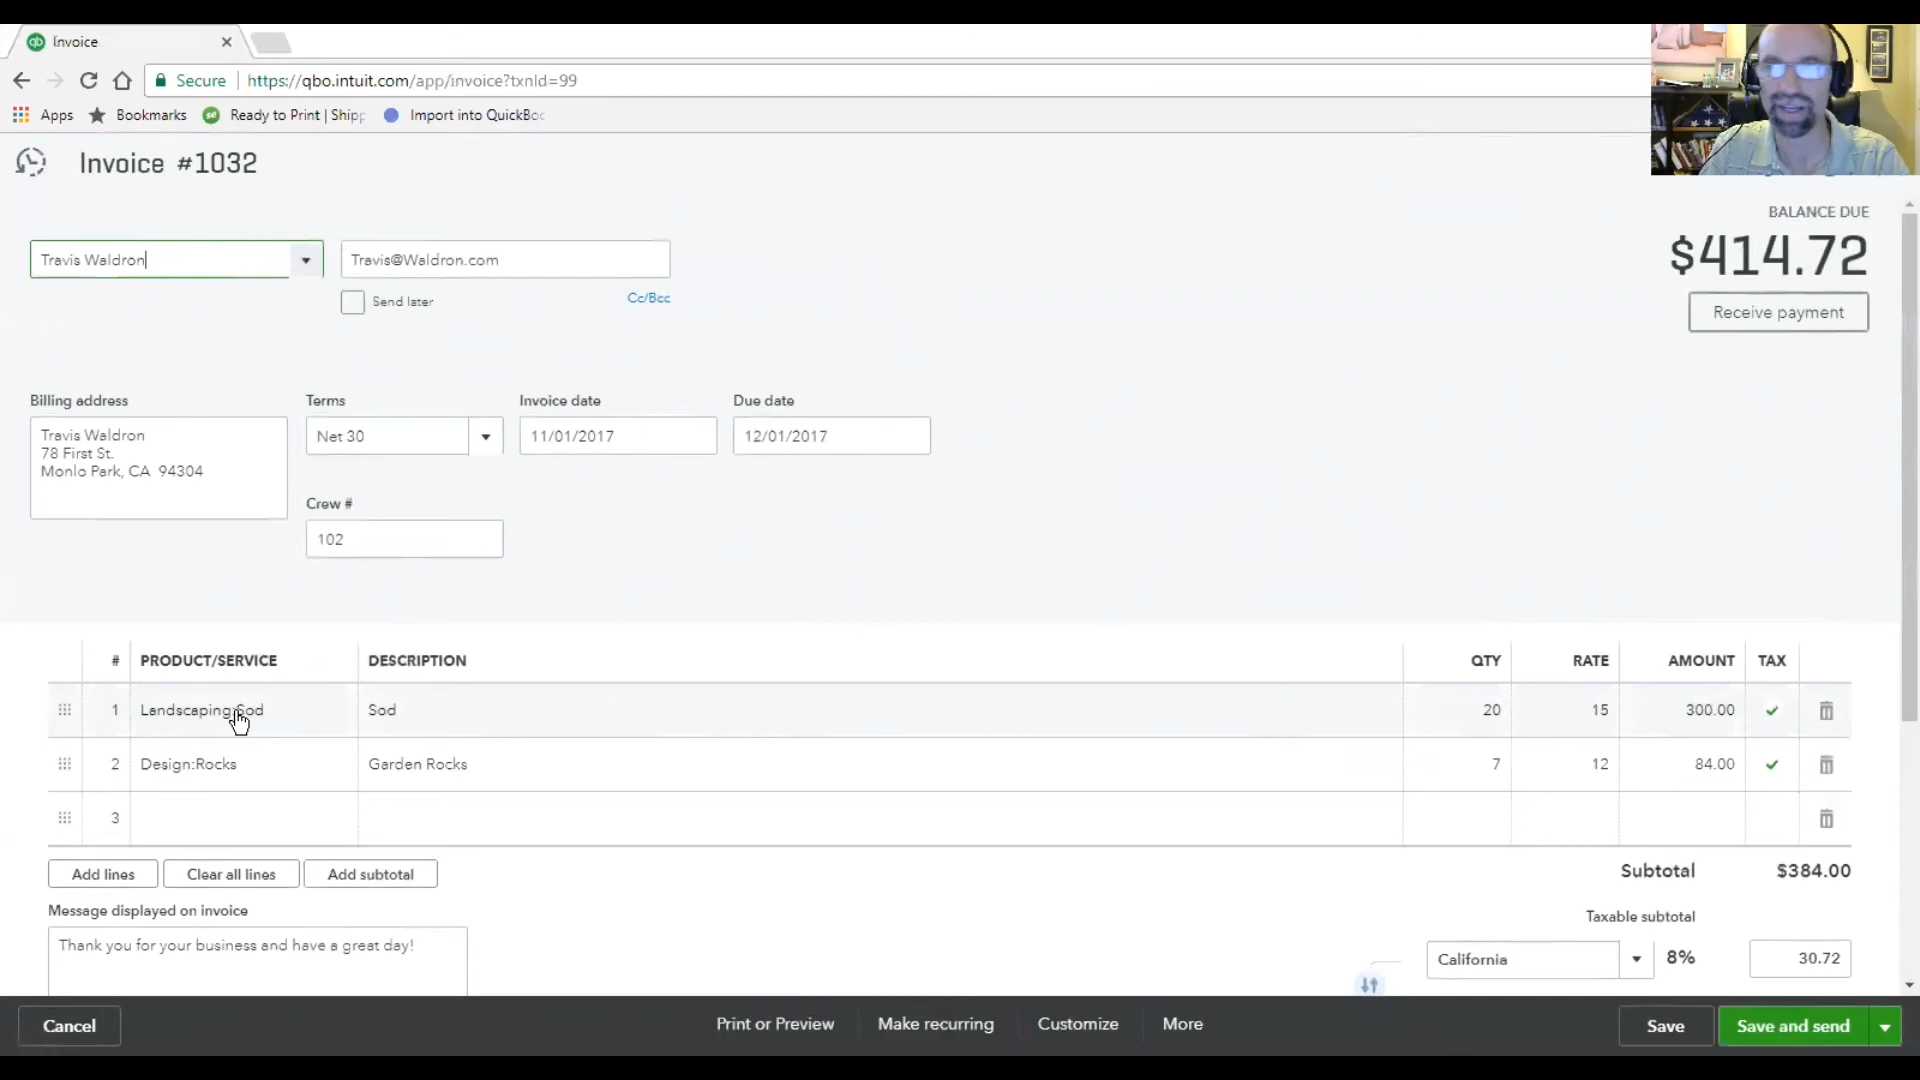 Invoice
Secure https://qbo.intuit.com/app/invoice?txnId=99
Apps Bookmarks Ready to Print | Shipp Import into QuickBoo
Invoice #1032
BALANCE DUE
$414.72
Travis Waldron Travis@Waldron.com
Send later Cc/Bcc
Receive payment
Billing address Terms Invoice date Due date
Travis Waldron
78 First St.
Monlo Park, CA 94304
Net 30 11/01/2017 12/01/2017
Crew #
102
# PRODUCT/SERVICE DESCRIPTION QTY RATE AMOUNT TAX
1 Landscaping:Sod Sod 20 15 300.00
2 Design:Rocks Garden Rocks 7 12 84.00
3
Add lines Clear all lines Add subtotal Subtotal $384.00
Message displayed on invoice Taxable subtotal
Thank you for your business and have a great day!
California 8% 30.72
Cancel Print or Preview Make recurring Customize More Save Save and send